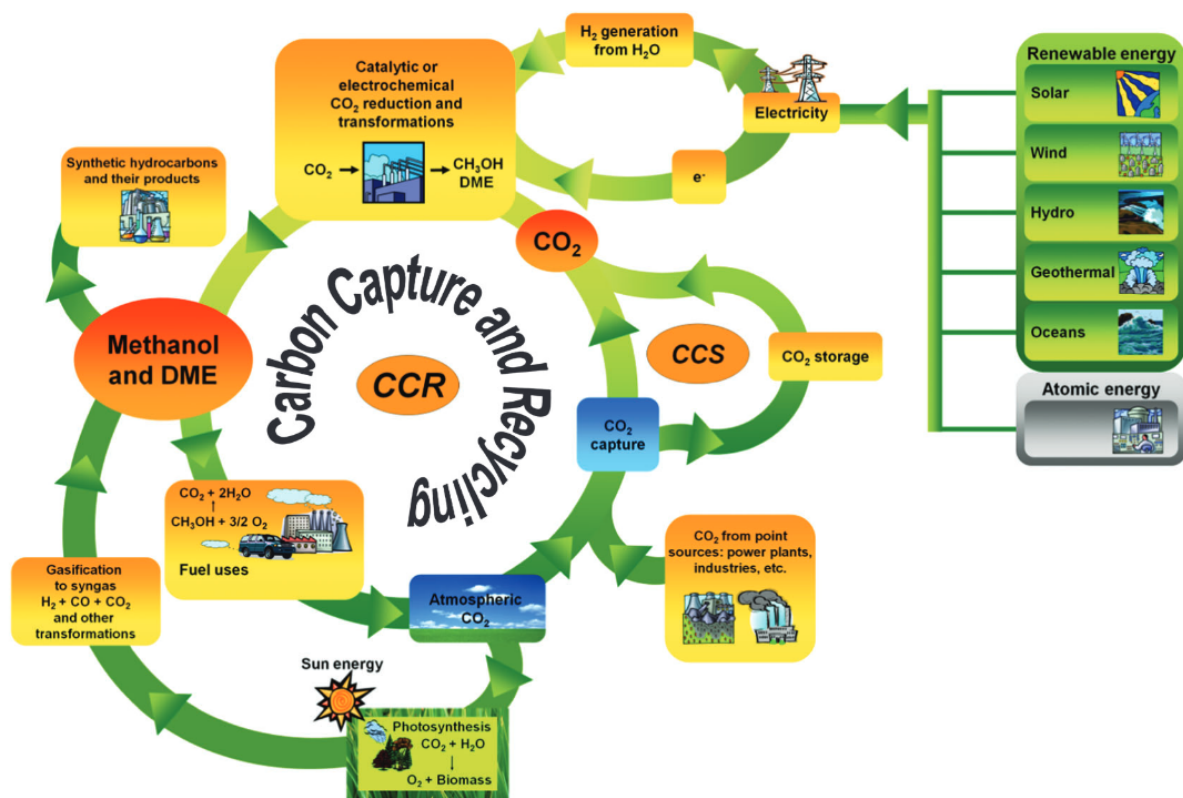 H₂ generation
from H₂O
Catalytic or
electrochemical
CO₂ reduction and
transformations
CO₂ → CH₃OH
DME
Electricity
e⁻
Renewable energy
Solar
Wind
Hydro
Geothermal
Oceans
Atomic energy
Synthetic hydrocarbons
and their products
CO₂
Methanol
and DME
Carbon Capture and Recycling
CCR
CCS
CO₂ storage
CO₂
capture
CO₂ + 2H₂O
↑
CH₃OH + 3/2 O₂
Fuel uses
CO₂ from point
sources: power plants,
industries, etc.
Gasification
to syngas
H₂ + CO + CO₂
and other
transformations
Atmospheric
CO₂
Sun energy
Photosynthesis
CO₂ + H₂O
↓
O₂ + Biomass